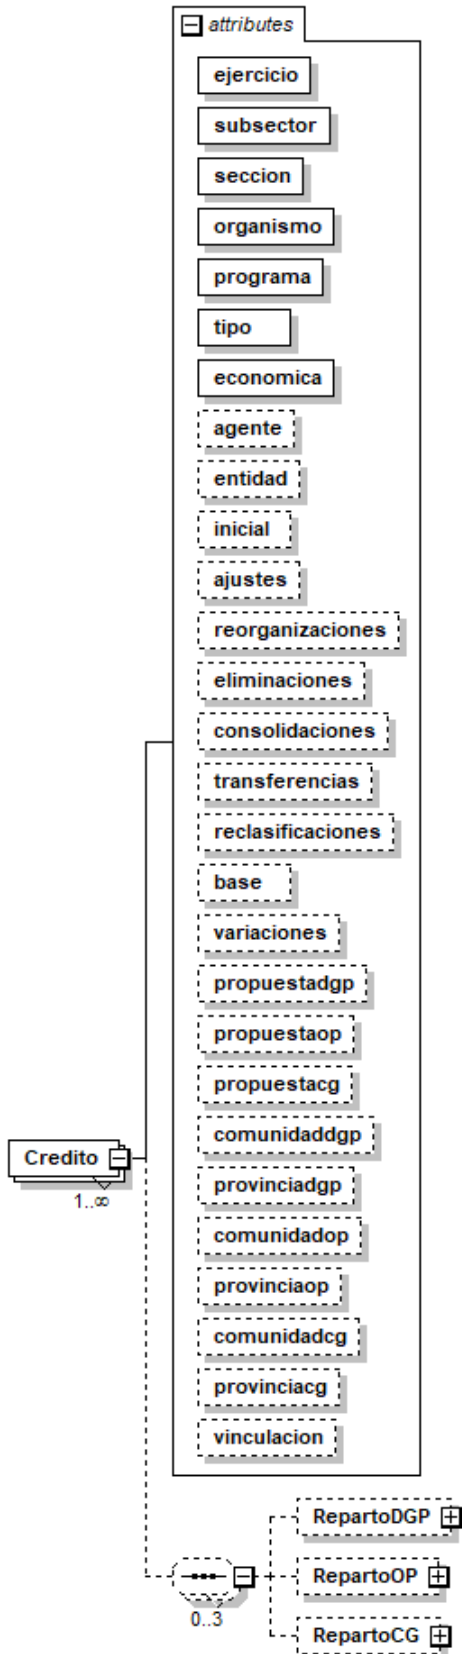 attributes
ejercicio
subsector
seccion
organismo
programa
tipo
economica
agente
entidad
inicial
ajustes
reorganizaciones
eliminaciones
consolidaciones
transferencias
reclasificaciones
base
variaciones
propuestadgp
propuestaop
propuestacg
comunidaddgp
provinciadgp
comunidadop
provinciaop
comunidadcg
provinciacg
vinculacion
Credito
1..∞
RepartoDGP
RepartoOP
RepartoCG
0..3